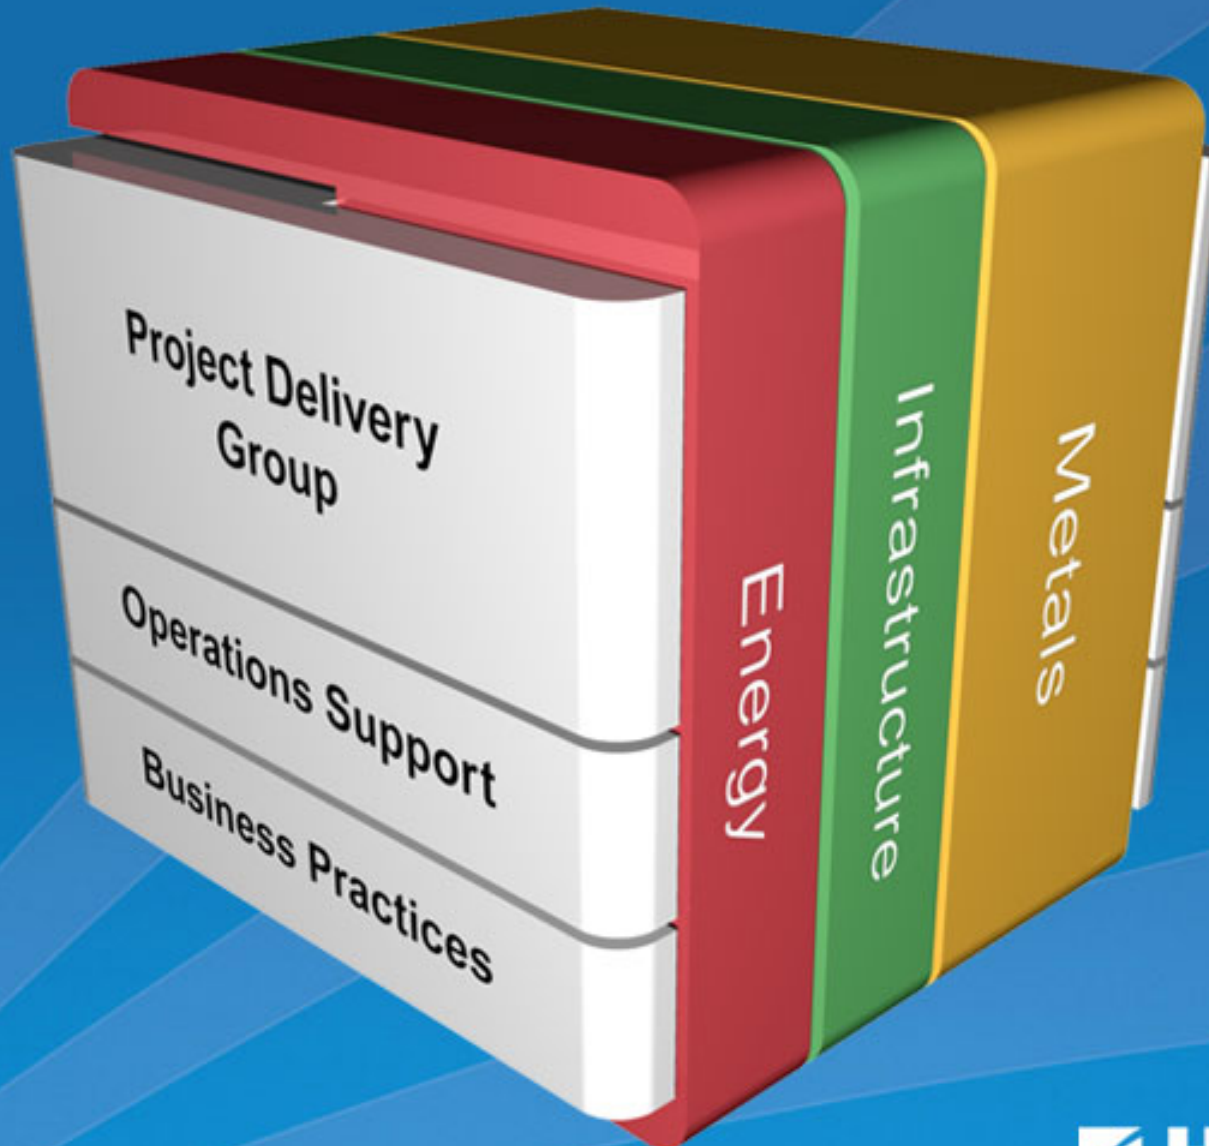 Project Delivery
Group
Operations Support
Business Practices
Energy
Infrastructure
Metals